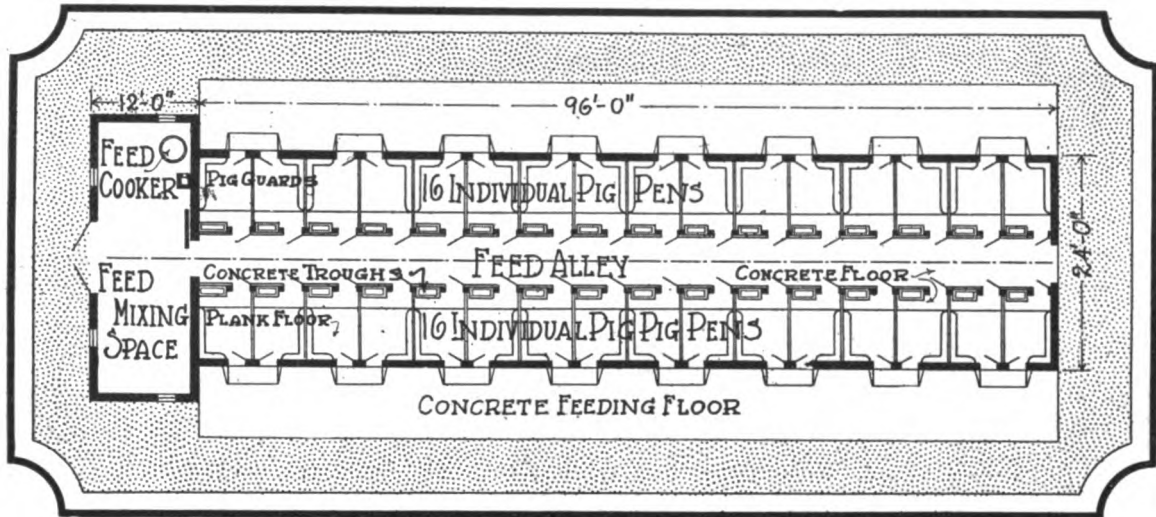 12'-0"
96'-0"
FEED
COOKER
PIG GUARDS
16 INDIVIDUAL PIG PENS
24'-0"
FEED ALLEY
CONCRETE TROUGHS
CONCRETE FLOOR
FEED
MIXING
SPACE
PLANK FLOOR
16 INDIVIDUAL PIG PIG PENS
CONCRETE FEEDING FLOOR